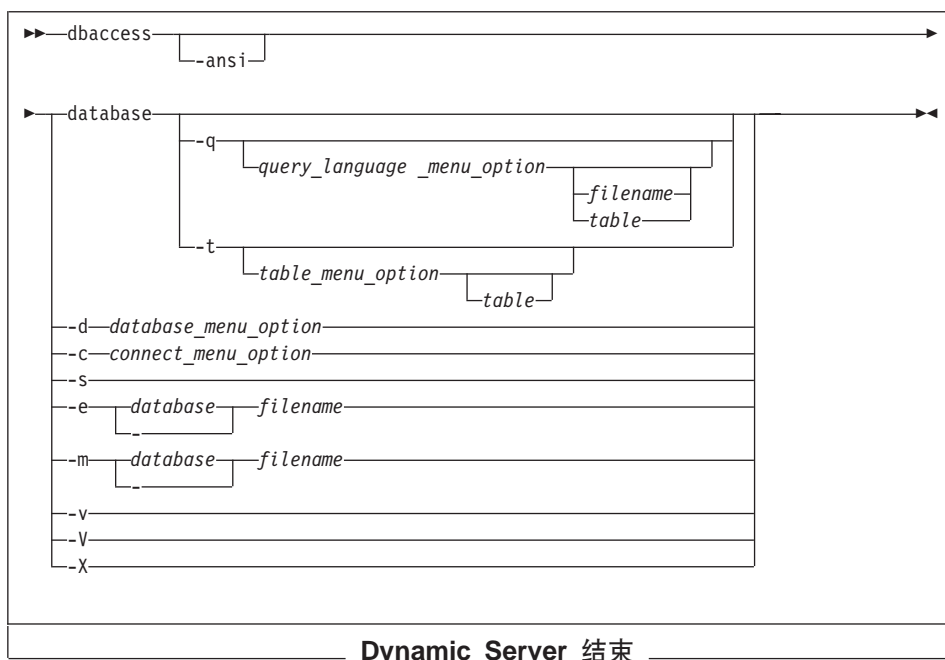 dbaccess
-ansi
database
-q
query_language _menu_option
filename
table
-t
table_menu_option
table
-d database_menu_option
-c connect_menu_option
-s
-e database filename
-
-m database filename
-
-v
-V
-X
Dynamic Server 结束